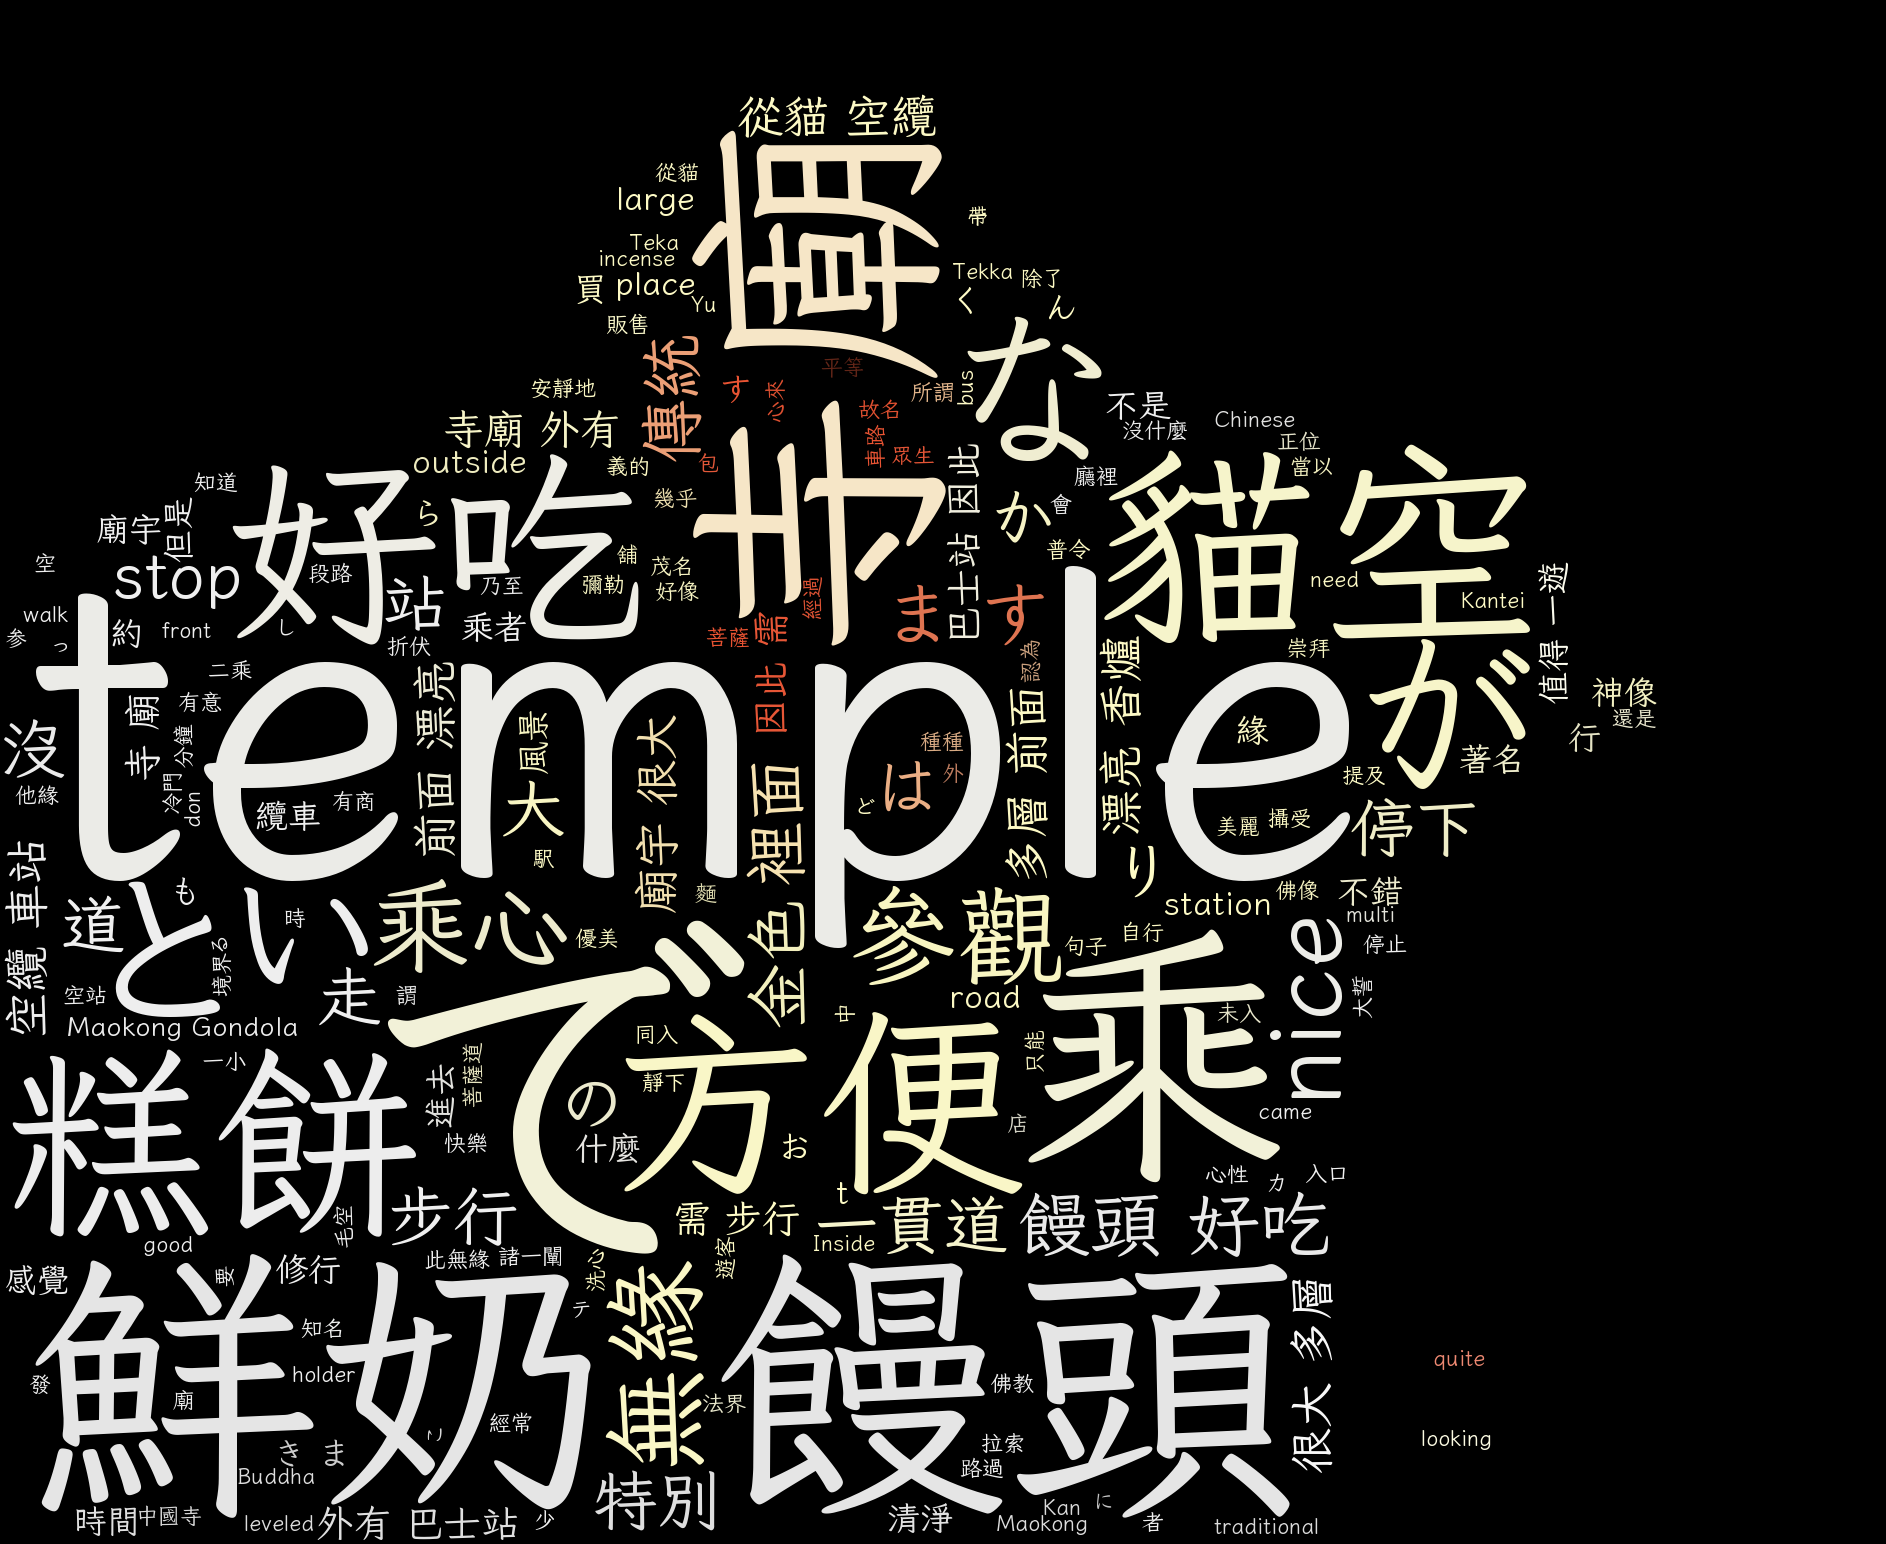 從貓 空纜
從貓
large
廟
帶
Teka
incense
Tekka
除了
買
place
Yu
く
ん
販售
傳統
平等
な
す
心來
安靜地
所謂
bus
故名
不是
Chinese
寺廟 外有
車路
沒什麼
正位
outside
義的
包
眾生
當以
知道
好吃
寺
廳裡
貓空
幾乎
か
會
ら
廟宇
但是
巴士站 因此
普令
舖
空
stop
段路
站
乃至
彌勒
茂名
好像
經過
need
一遊
値得
Kantei
walk
参
っ
約
front
し
乘者
折伏
菩薩
需
ます
temple
崇拜
が
二乘
有意
寺 廟
前面 漂亮
因此
認為
多層 前面
漂亮 香爐
神像
還是
沒
分鐘
風景
廟宇 很大
種種
緣
行
著名
他緣
冷門
don
纜車
有商
大
裡面
ど
は
外
美麗
攝受
提及
停下
駅
空纜 車站
道
と
も
い
時
乘心
麵
金色
參觀
り
station
佛像
不錯
multi
境界る
優美
句子
自行
停止
nice
空站
走
謂
で
road
乘
未入
大誓
Maokong Gondola
同入
中
方便
只能
糕餅
一小
進去
菩薩道
の
靜下
店
came
快樂
什麼
お
心性
カ
入口
步行
毛空
需 步行
t
一貫道
饅頭 好吃
good
Inside
感覺
要
修行
此無緣
諸一闡
洗心
遊客
鮮奶
テ
無緣
饅頭
很大 多層
知名
quite
發
holder
廟
佛教
法界
經常
こ
き
ま
拉索
looking
Buddha
路過
特別
時間
中國寺
leveled
外有 巴士站
少
清淨
Kan
に
Maokong
者
traditional